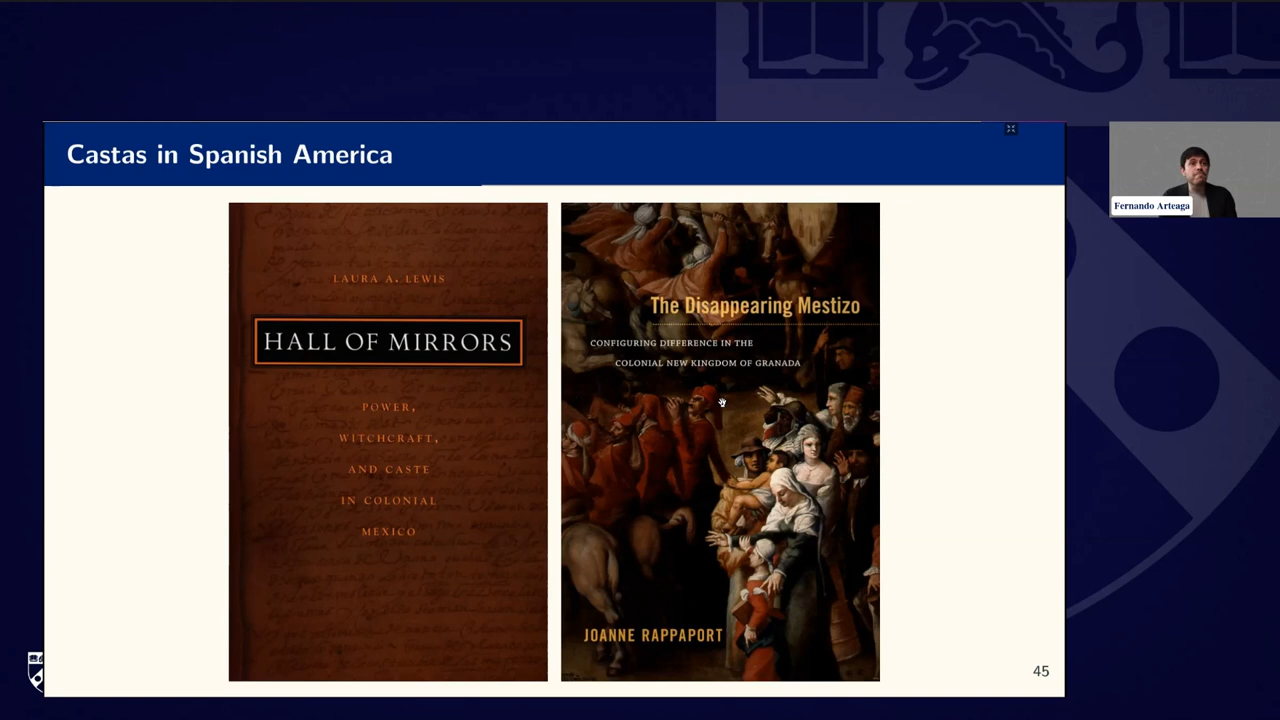 Castas in Spanish America
LAURA A. LEWIS
HALL OF MIRRORS
POWER,
WITCHCRAFT,
AND CASTE
IN COLONIAL
MEXICO
The Disappearing Mestizo
CONFIGURING DIFFERENCE IN THE
COLONIAL NEW KINGDOM OF GRANADA
JOANNE RAPPAPORT
45
Fernando Arteaga